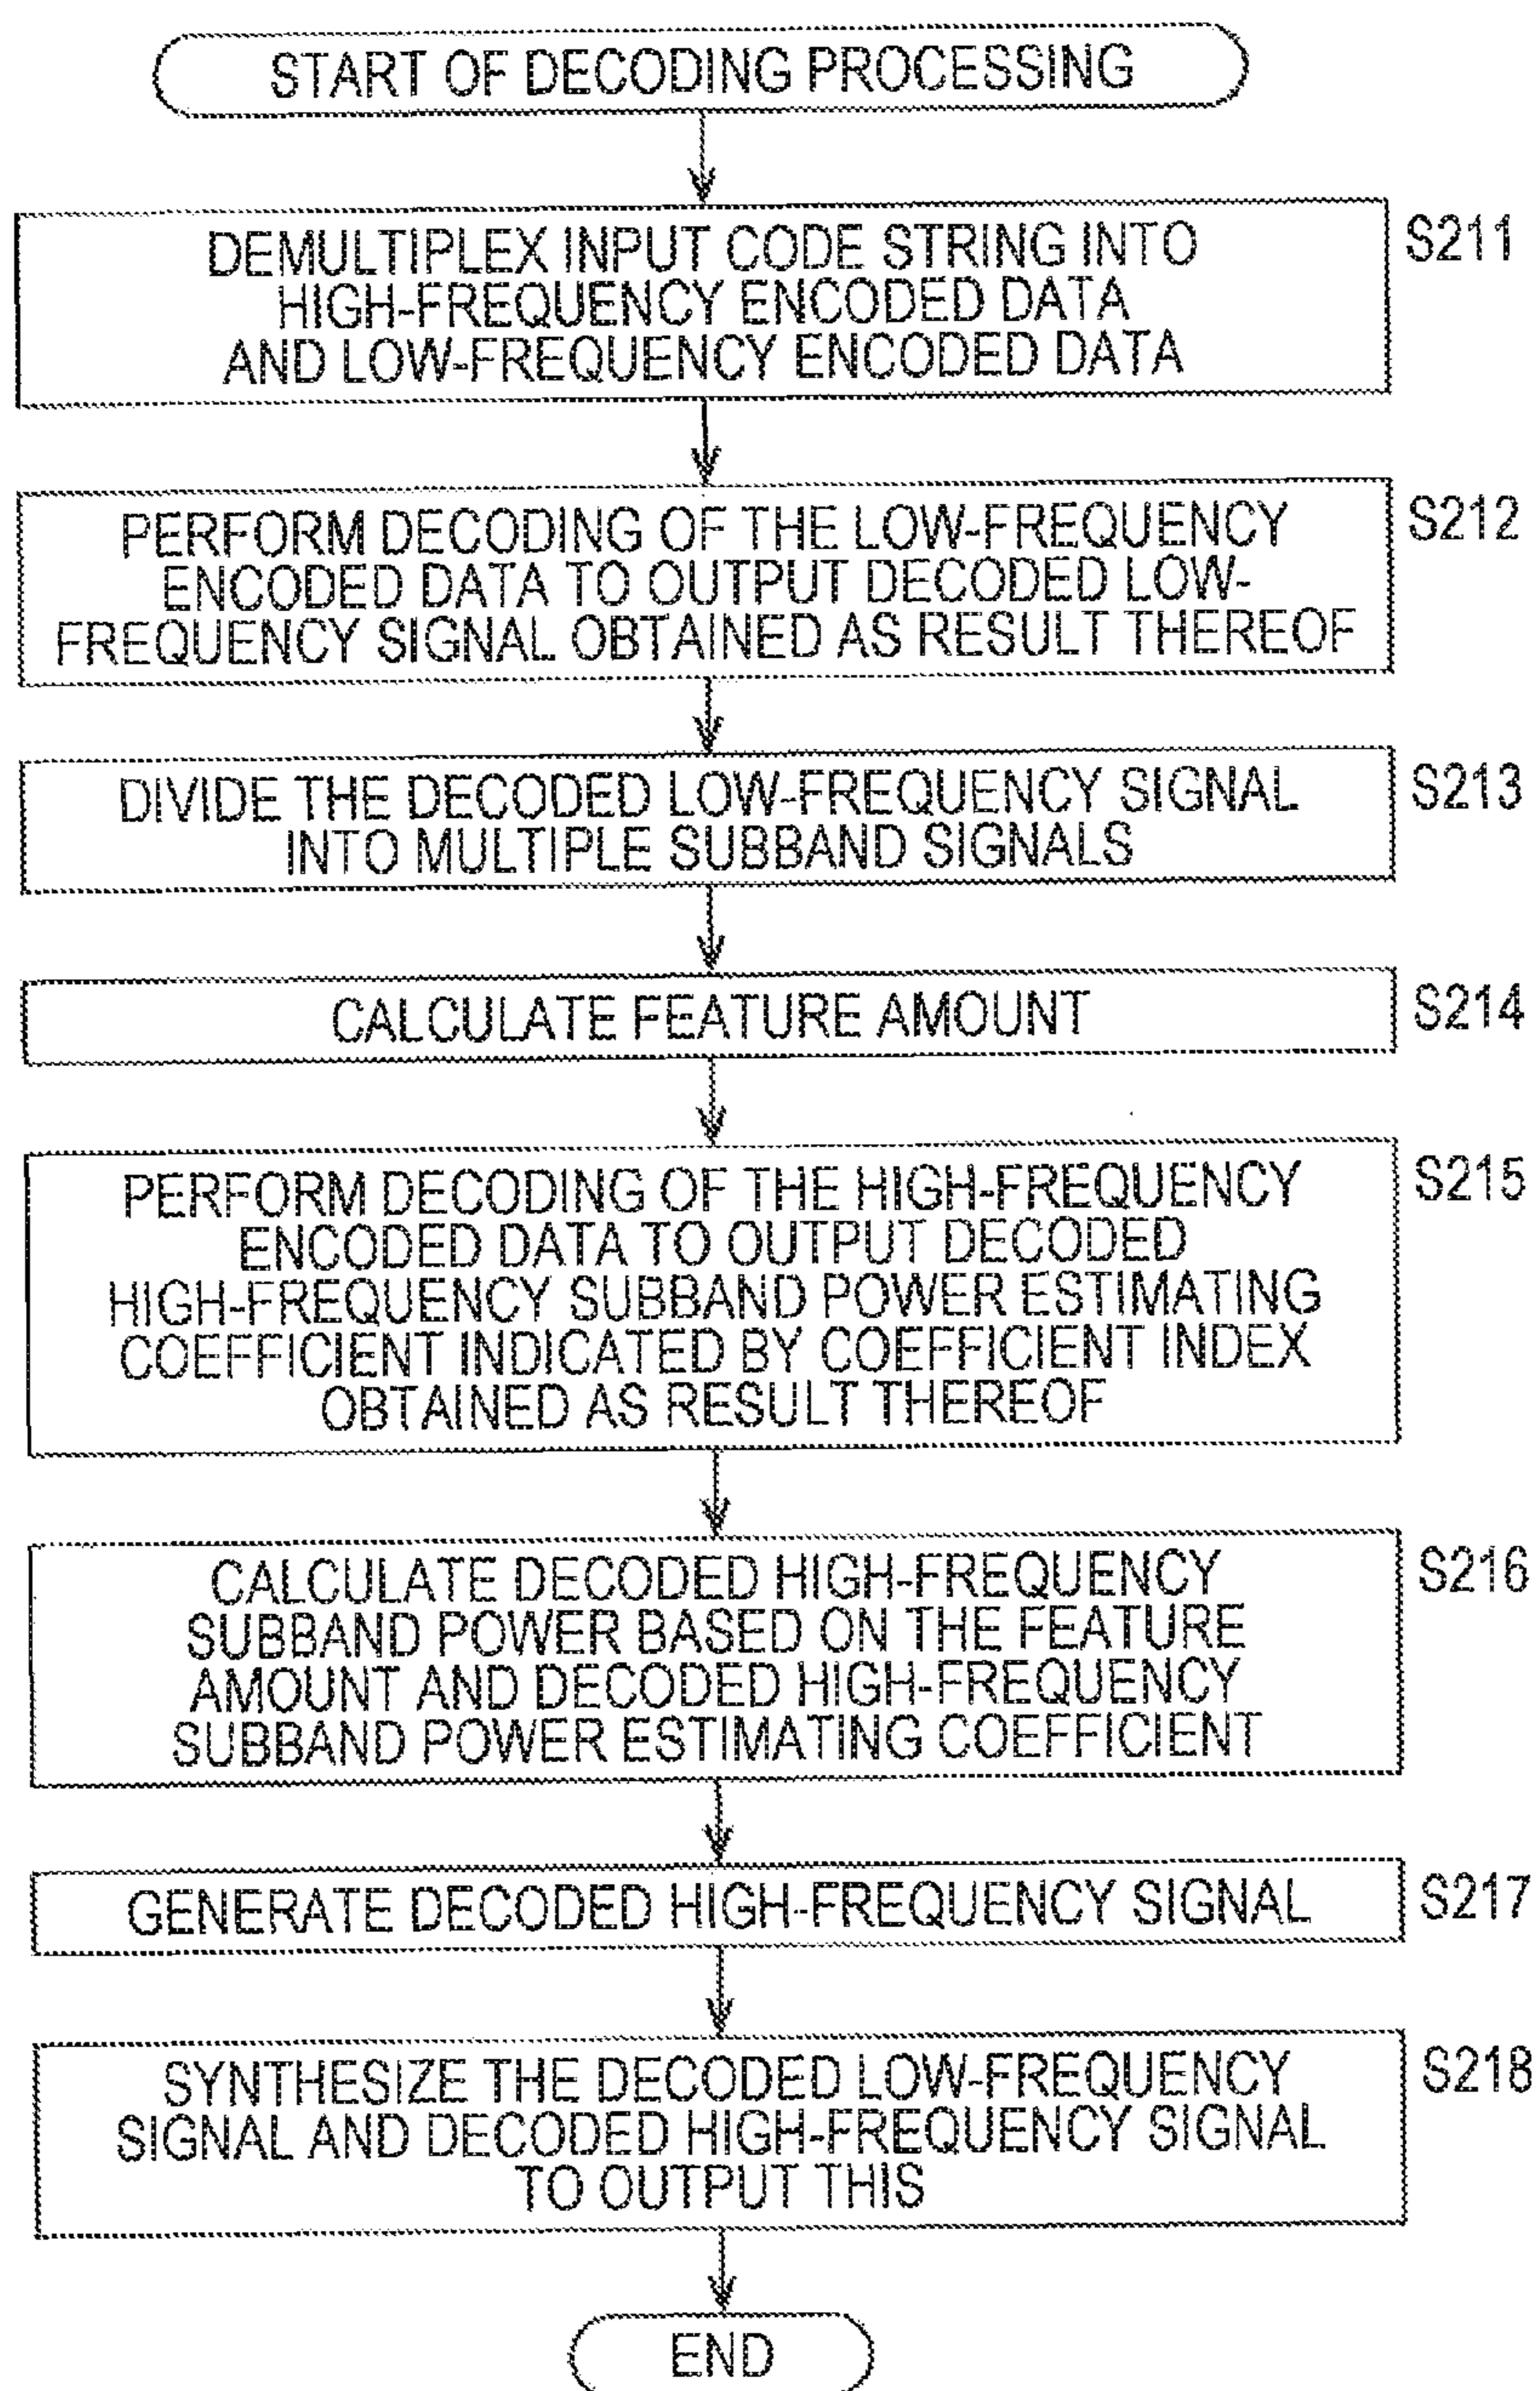 START OF DECODING PROCESSING
DEMULTIPLEX INPUT CODE STRING INTO
HIGH-FREQUENCY ENCODED DATA
AND LOW-FREQUENCY ENCODED DATA
S211
PERFORM DECODING OF THE LOW-FREQUENCY
ENCODED DATA TO OUTPUT DECODED LOW-
FREQUENCY SIGNAL OBTAINED AS RESULT THEREOF
S212
DIVIDE THE DECODED LOW-FREQUENCY SIGNAL
INTO MULTIPLE SUBBAND SIGNALS
S213
CALCULATE FEATURE AMOUNT
S214
PERFORM DECODING OF THE HIGH-FREQUENCY
ENCODED DATA TO OUTPUT DECODED
HIGH-FREQUENCY SUBBAND POWER ESTIMATING
COEFFICIENT INDICATED BY COEFFICIENT INDEX
OBTAINED AS RESULT THEREOF
S215
CALCULATE DECODED HIGH-FREQUENCY
SUBBAND POWER BASED ON THE FEATURE
AMOUNT AND DECODED HIGH-FREQUENCY
SUBBAND POWER ESTIMATING COEFFICIENT
S216
GENERATE DECODED HIGH-FREQUENCY SIGNAL
S217
SYNTHESIZE THE DECODED LOW-FREQUENCY
SIGNAL AND DECODED HIGH-FREQUENCY SIGNAL
TO OUTPUT THIS
S218
END